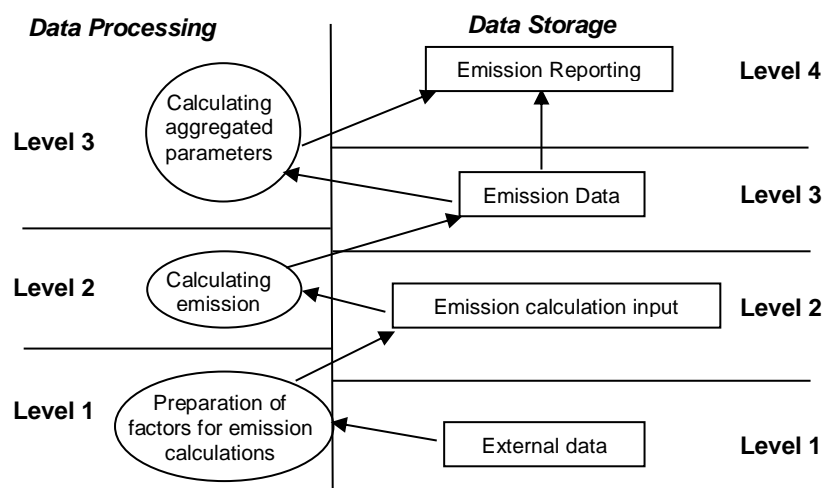 Data Processing
Data Storage
Emission Reporting
Level 4
Calculating
aggregated
parameters
Level 3
Emission Data
Level 3
Calculating
emission
Level 2
Emission calculation input
Level 2
Preparation of
factors for emission
calculations
Level 1
External data
Level 1